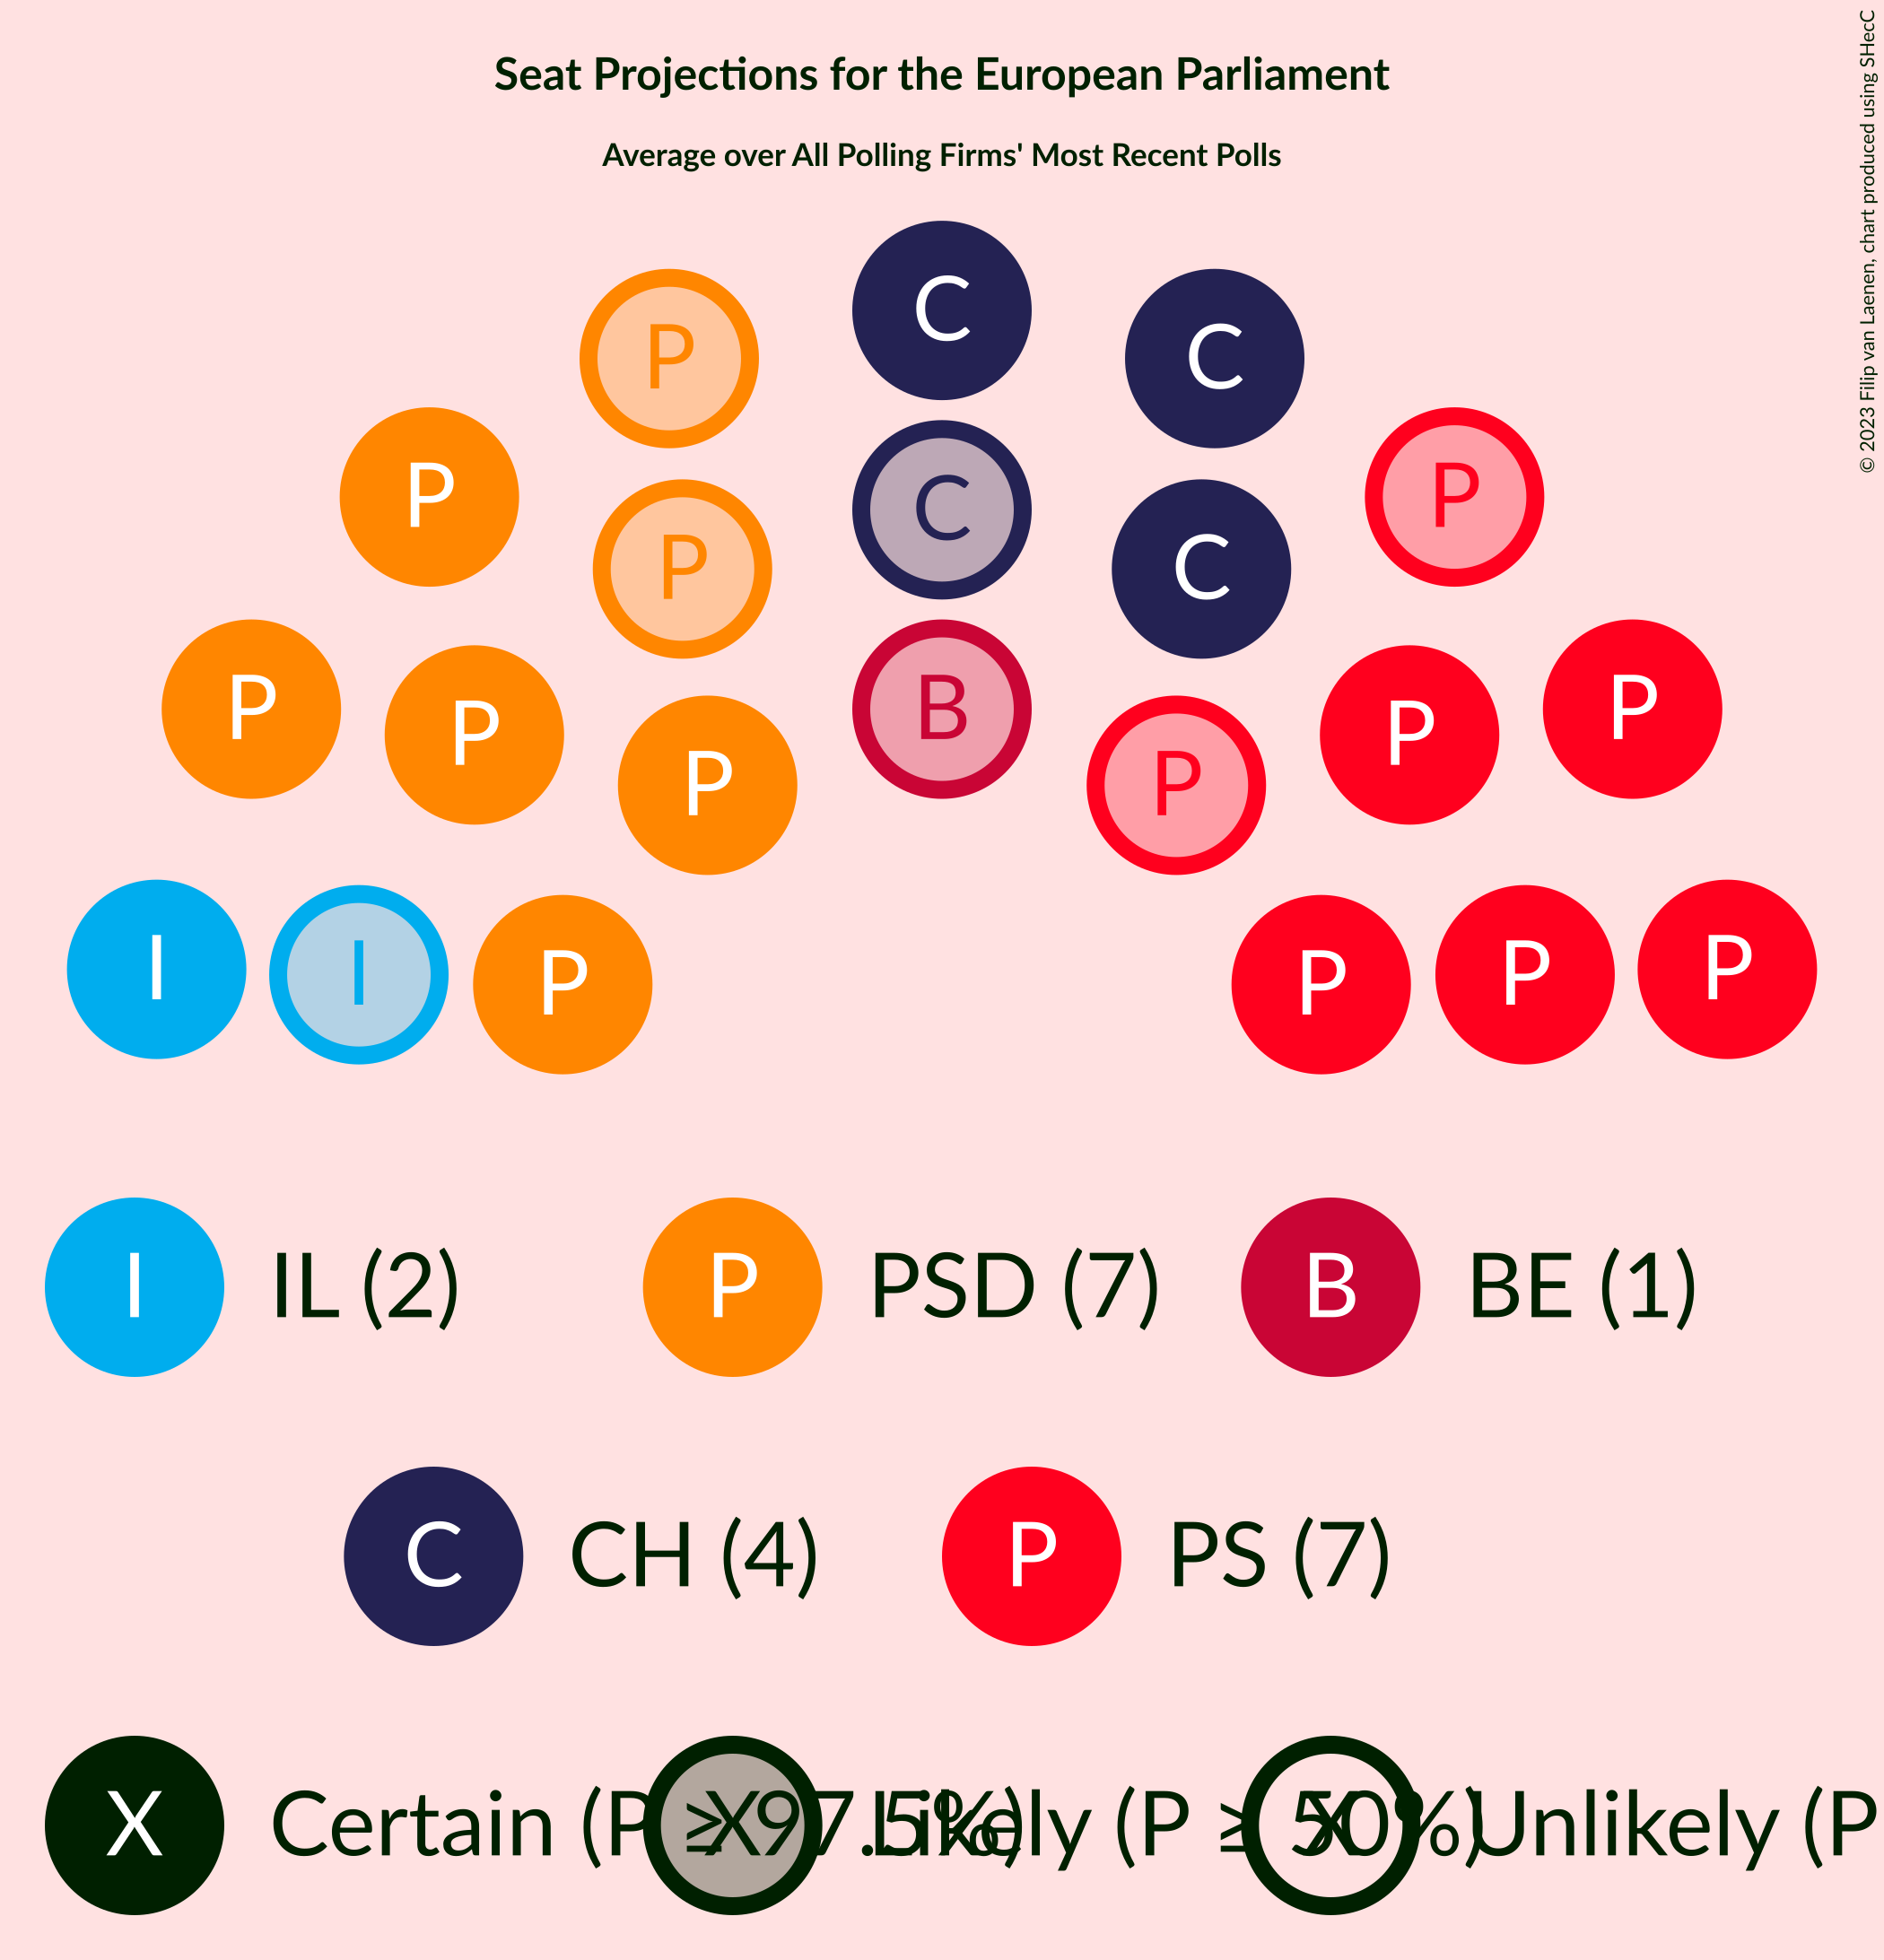 Seat Projections for the European Parliament
Average over All Polling Firms' Most Recent Polls
© 2023 Filip van Laenen, chart produced using SHecC
C
P C
P P
C
P C
P P
B
P P
P P
P P
I P
I P
P P
I IL (2) P PSD (7) B BE (1)
C CH (4) P PS (7)
X Certain (P ≥ 97.5%) X Likely (P ≥ 50%) X Unlikely (P